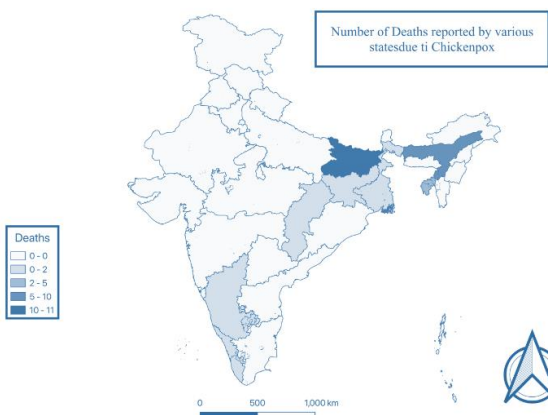 Number of Deaths reported by various
statesdue ti Chickenpox
Deaths
0 - 0
0 - 2
2 - 5
5 - 10
10 - 11
0 500 1,000 km